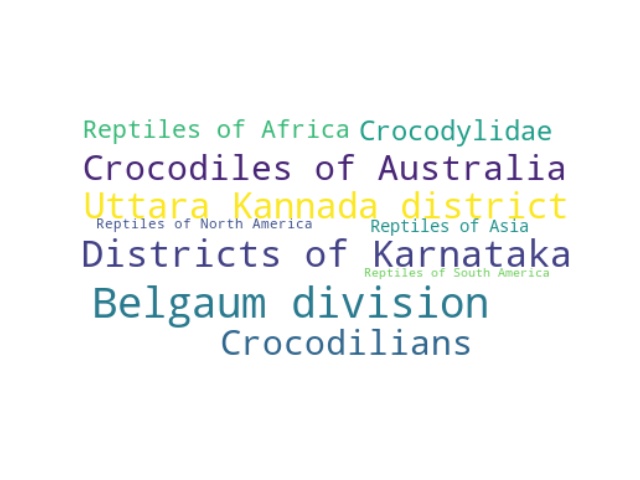 Reptiles of Africa Crocodylidae
Crocodiles of Australia
Uttara Kannada district
Reptiles of North America Reptiles of Asia
Districts of Karnataka
Reptiles of South America
Belgaum division
Crocodilians